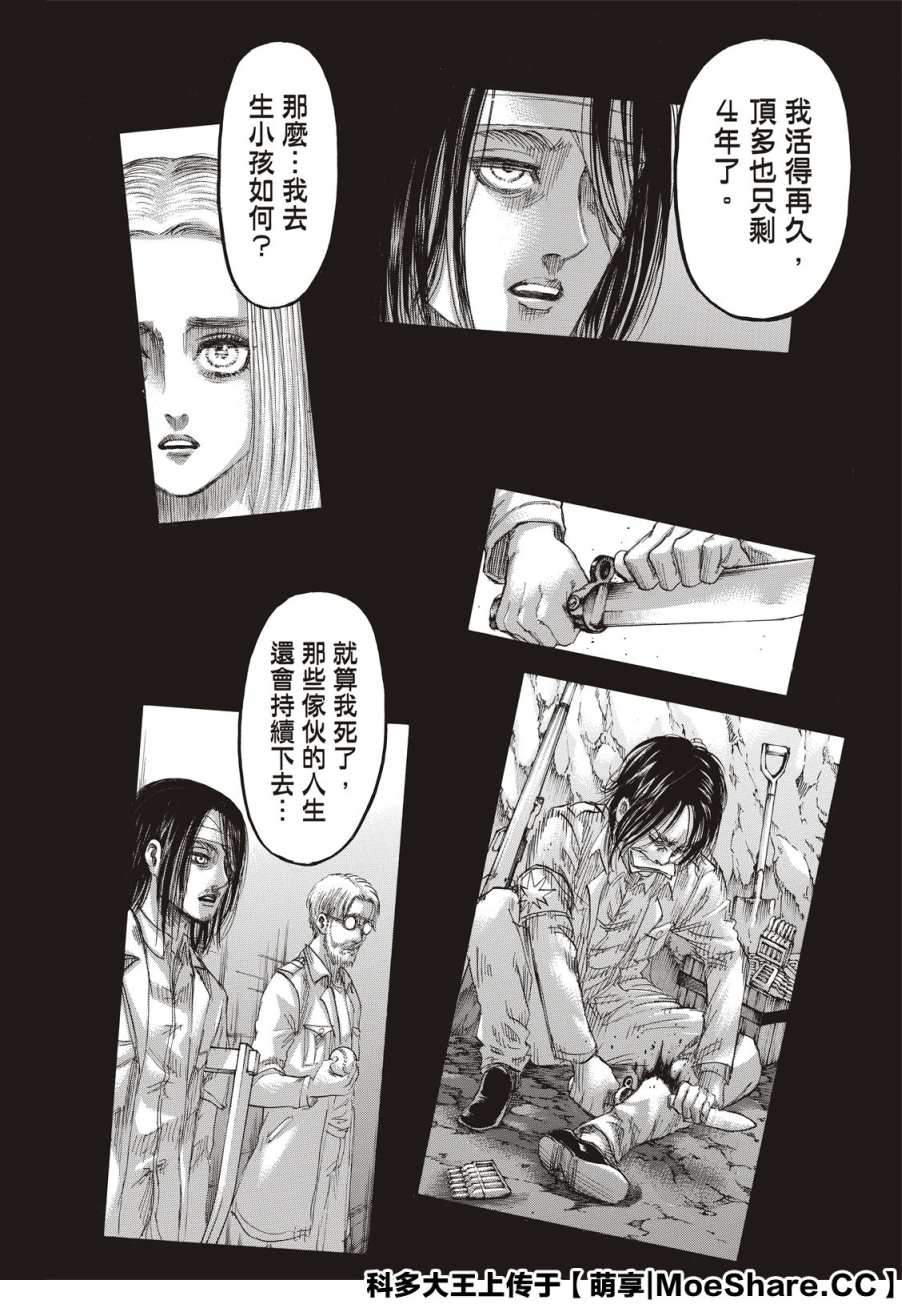 我活得再久，
頂多也只剩
4年了。
那麼…我去
生小孩如何？
就算我死了，
那些傢伙的人生
還會持續下去…
科多大王上传于【萌享|MoeShare.CC】